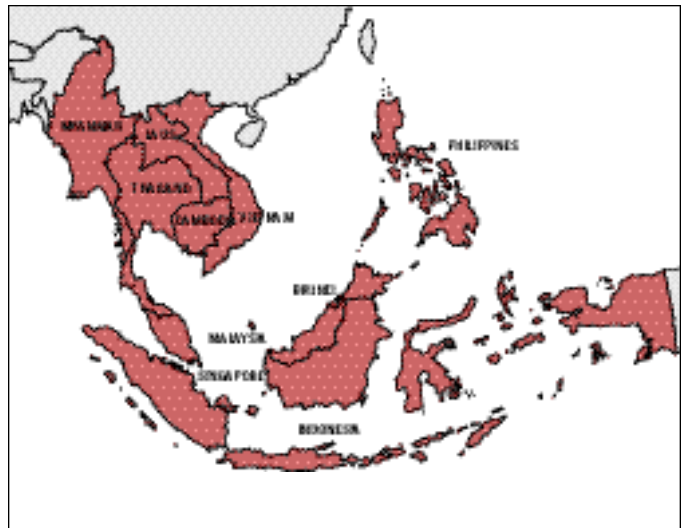 MYANMAR
LAOS
PHILIPPINES
THAILAND
CAMBODIA
VIETNAM
BRUNEI
MALAYSIA
SINGAPORE
INDONESIA